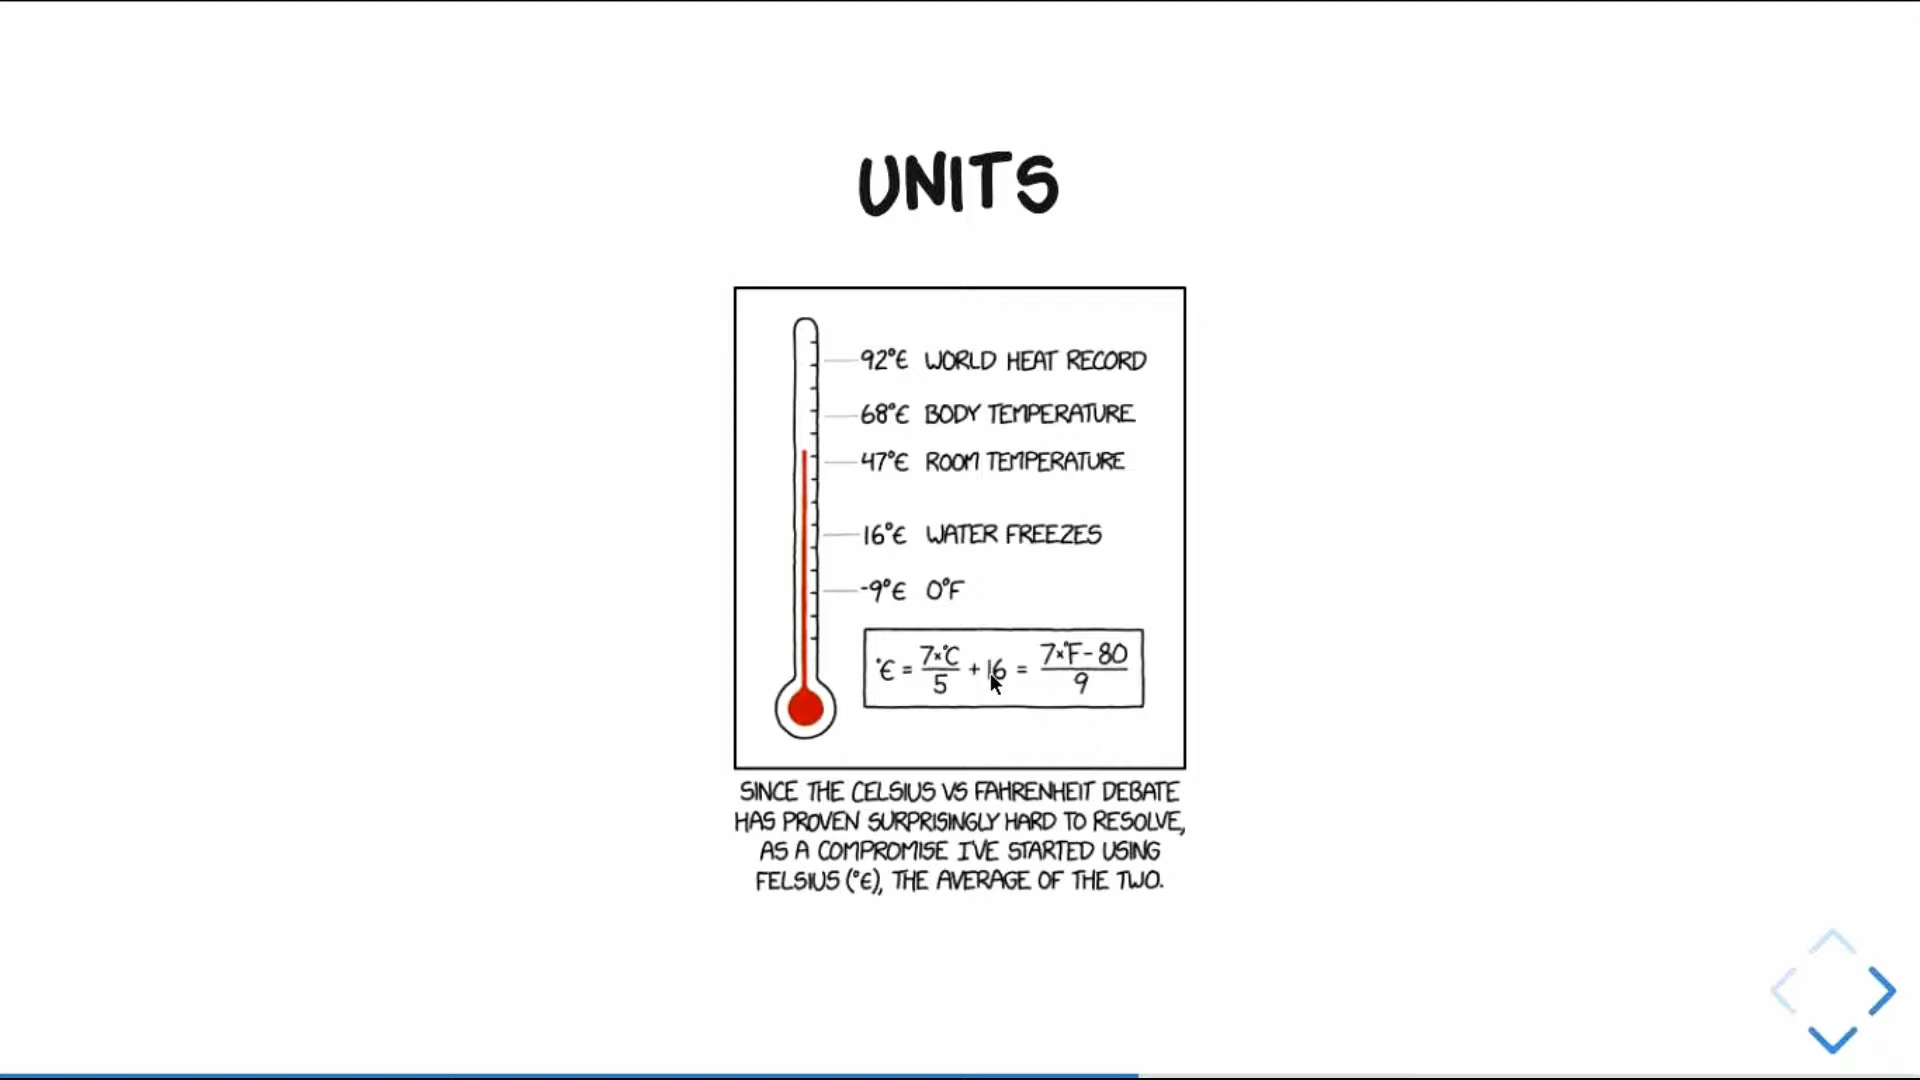 UNITS
92°Є WORLD HEAT RECORD
68°Є BODY TEMPERATURE
47°Є ROOM TEMPERATURE
16°Є WATER FREEZES
-9°Є 0°F
°Є = 7×°C/5 + 16 = 7×°F-80/9
SINCE THE CELSIUS VS FAHRENHEIT DEBATE
HAS PROVEN SURPRISINGLY HARD TO RESOLVE,
AS A COMPROMISE I'VE STARTED USING
FELSIUS (°Є), THE AVERAGE OF THE TWO.